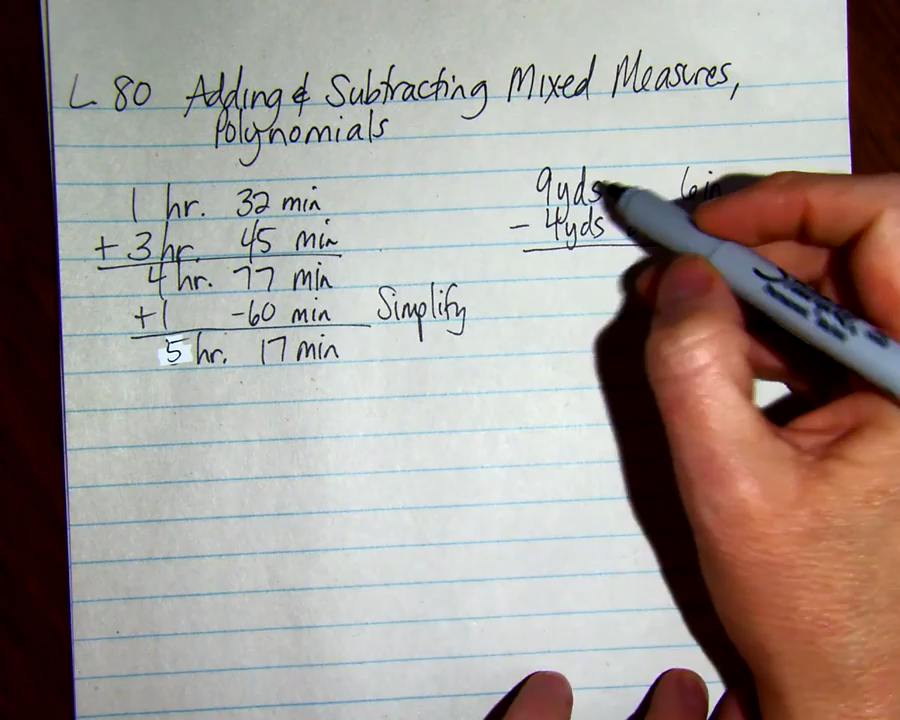 L 80 Adding & Subtracting Mixed Measures,
Polynomials
1 hr. 32 min
+ 3 hr. 45 min
4 hr. 77 min
+1 -60 min Simplify
5 hr. 17 min
9yds 6in
- 4yds